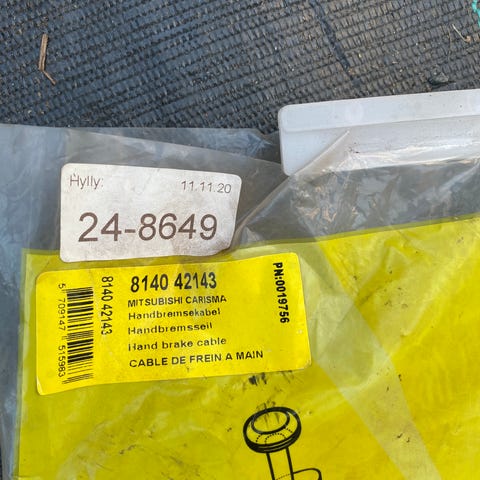 Hylly: 11.11.20
24-8649
8140 42143
MITSUBISHI CARISMA
Handbremsekabel
Handbremsseil
Hand brake cable
CABLE DE FREIN A MAIN
PN:0019756
8140 42143
5 709147 515983